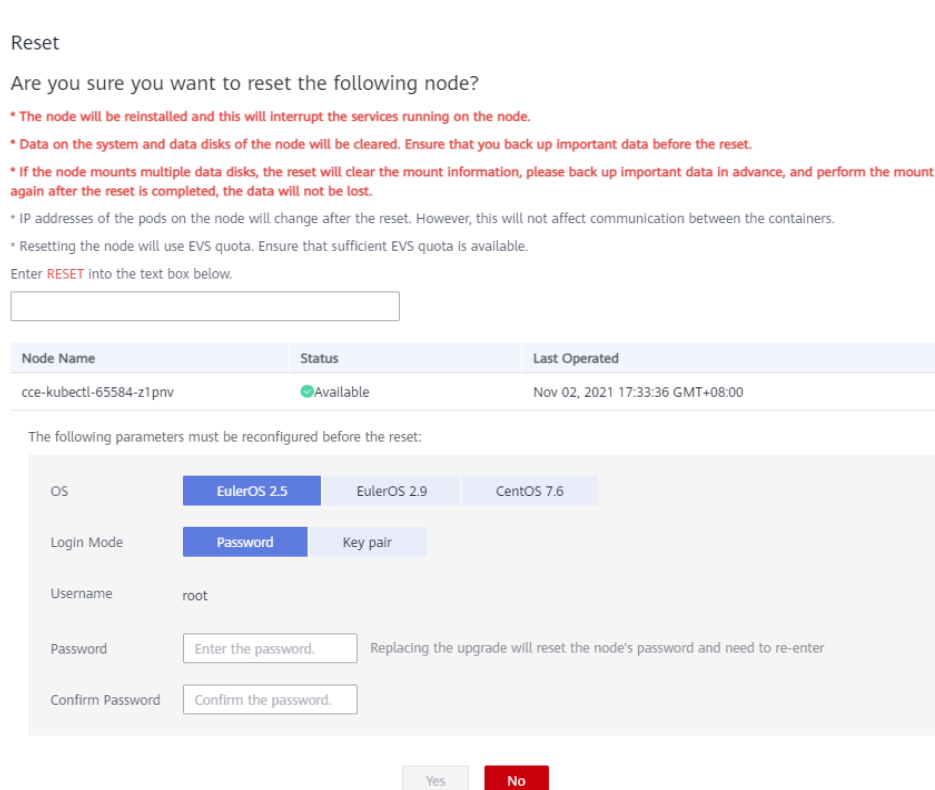 Reset
Are you sure you want to reset the following node?
* The node will be reinstalled and this will interrupt the services running on the node.
* Data on the system and data disks of the node will be cleared. Ensure that you back up important data before the reset.
* If the node mounts multiple data disks, the reset will clear the mount information, please back up important data in advance, and perform the mount
again after the reset is completed, the data will not be lost.
* IP addresses of the pods on the node will change after the reset. However, this will not affect communication between the containers.
* Resetting the node will use EVS quota. Ensure that sufficient EVS quota is available.
Enter RESET into the text box below.
Node Name Status Last Operated
cce-kubectl-65584-z1pnv Available Nov 02, 2021 17:33:36 GMT+08:00
The following parameters must be reconfigured before the reset:
OS EulerOS 2.5 EulerOS 2.9 CentOS 7.6
Login Mode Password Key pair
Username root
Password Enter the password. Replacing the upgrade will reset the node's password and need to re-enter
Confirm Password Confirm the password.
Yes No